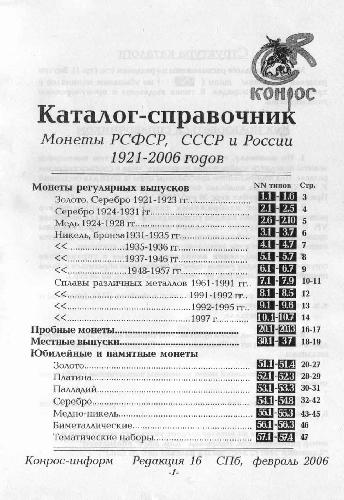 КОНРОС
Каталог-справочник
Монеты РСФСР, СССР и России
1921-2006 годов
NN типов Стр.
Монеты регулярных выпусков
Золото. Серебро 1921-1923 гг. 1.1 - 1.6 3
Серебро 1924-1931 гг. 2.1 - 2.5 4
Медь 1924-1928 гг. 2.6 - 2.10 5
Никель, бронза 1931-1935 гг. 3.1 - 3.7 6
<< 1935-1936 гг. 4.1 - 4.7 7
<< 1937-1946 гг. 5.1 - 5.7 8
<< 1948-1957 гг. 6.1 - 6.7 9
Сплавы различных металлов 1961-1991 гг. 7.1 - 7.9 10-11
<< 1991-1992 гг. 8.1 - 8.5 12
<< 1992-1995 гг. 9.1 - 9.8 13
<< 1997 г. 10.1 - 10.7 14
Пробные монеты 20.1 - 20.3 16-17
Местные выпуски 30.1 - 3.7 18-19
Юбилейные и памятные монеты
Золото 51.1 - 51.4 20-27
Платина 52.1 - 52.3 28-29
Палладий 53.1 - 53.3 30-31
Серебро 54.1 - 54.8 32-42
Медно-никель 55.1 - 55.3 43-45
Биметаллические 56.1 - 56.3 46
Тематические наборы 57.1 - 57.4 47
Конрос-информ Редакция 16 СПб, февраль 2006
-1-